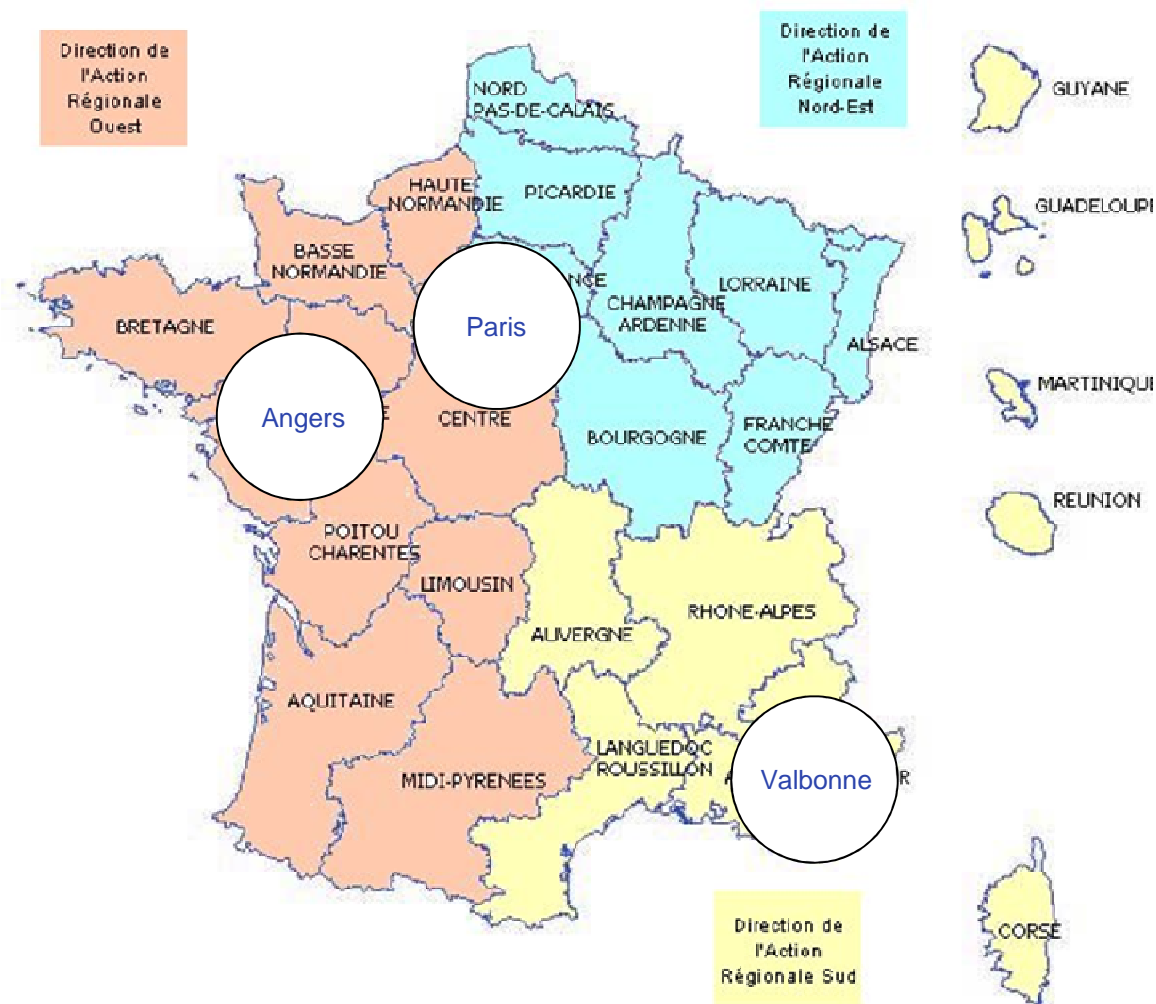 Direction de
l'Action
Régionale
Ouest
Direction de
l'Action
Régionale
Nord-Est
GUYANE
NORD
PAS-DE-CALAIS
HAUTE
NORMANDIE
PICARDIE
GUADELOUPE
BASSE
NORMANDIE
NCE
LORRAINE
CHAMPAGNE
ARDENNE
BRETAGNE
Paris
ALSACE
MARTINIQUE
Angers
E
CENTRE
BOURGOGNE
FRANCHE
COMTE
REUNION
POITOU
CHARENTES
LIMOUSIN
RHONE-ALPES
AUVERGNE
AQUITAINE
LANGUEDOC
ROUSSILLON
MIDI-PYRENEES
A
Valbonne
R
Direction de
l'Action
Régionale Sud
CORSE